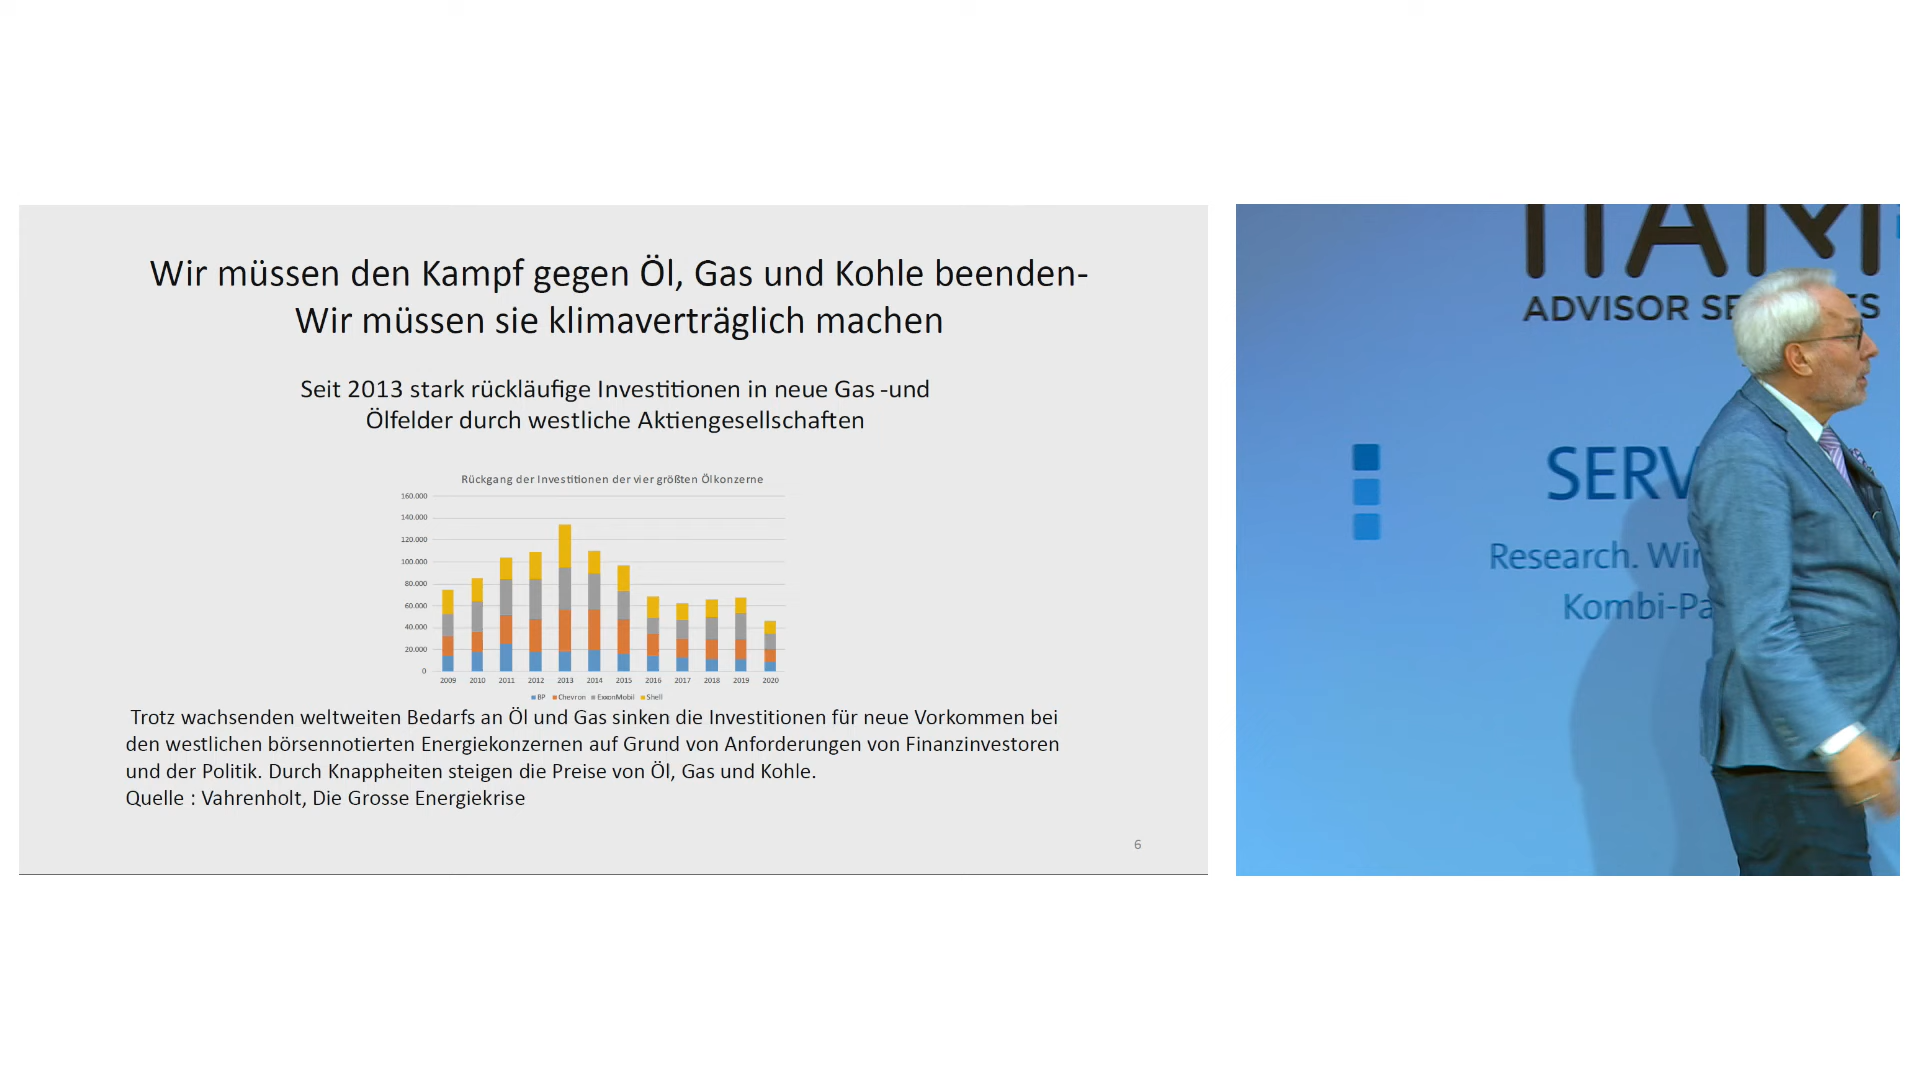 Wir müssen den Kampf gegen Öl, Gas und Kohle beenden-
Wir müssen sie klimaverträglich machen
Seit 2013 stark rückläufige Investitionen in neue Gas -und
Ölfelder durch westliche Aktiengesellschaften
Rückgang der Investitionen der vier größten Ölkonzerne
160.000
140.000
120.000
100.000
80.000
60.000
40.000
20.000
0
2009 2010 2011 2012 2013 2014 2015 2016 2017 2018 2019 2020
BP Chevron ExxonMobil Shell
Trotz wachsenden weltweiten Bedarfs an Öl und Gas sinken die Investitionen für neue Vorkommen bei
den westlichen börsennotierten Energiekonzernen auf Grund von Anforderungen von Finanzinvestoren
und der Politik. Durch Knappheiten steigen die Preise von Öl, Gas und Kohle.
Quelle : Vahrenholt, Die Grosse Energiekrise
6
ADVISOR
SERV
Research.
Kombi-Pa